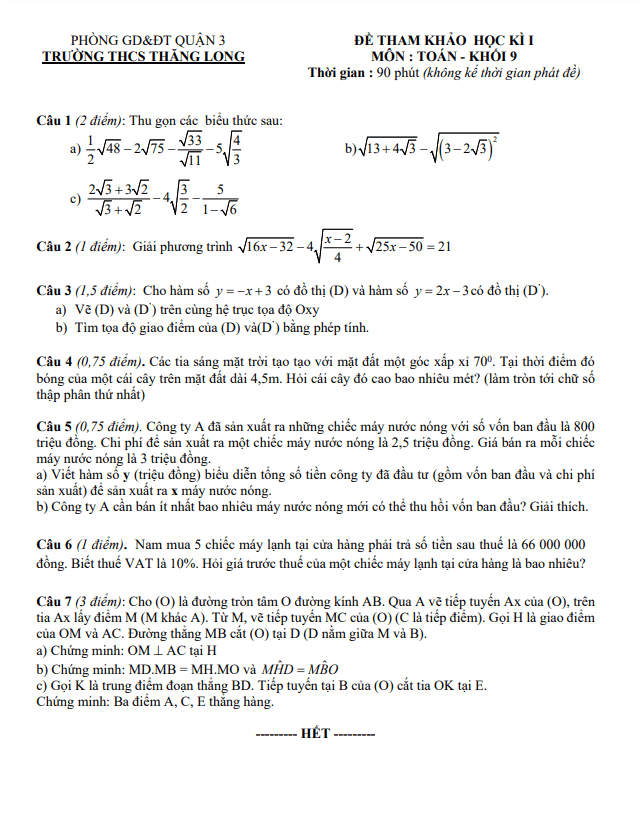 PHÒNG GD&ĐT QUẬN 3
TRƯỜNG THCS THĂNG LONG
ĐỀ THAM KHẢO HỌC KÌ I
MÔN : TOÁN - KHỐI 9
Thời gian : 90 phút (không kể thời gian phát đề)
Câu 1 (2 điểm): Thu gọn các biểu thức sau:
a) $\frac{1}{2}\sqrt{48}-2\sqrt{75}-\frac{\sqrt{33}}{\sqrt{11}}-5\sqrt{\frac{4}{3}}$ b) $\sqrt{13+4\sqrt{3}}-\sqrt{(3-2\sqrt{3})^2}$
c) $\frac{2\sqrt{3}+3\sqrt{2}}{\sqrt{3}+\sqrt{2}}-4\sqrt{\frac{3}{2}}-\frac{5}{1-\sqrt{6}}$
Câu 2 (1 điểm): Giải phương trình $\sqrt{16x-32}-4\sqrt{\frac{x-2}{4}}+\sqrt{25x-50}=21$
Câu 3 (1,5 điểm): Cho hàm số y = −x + 3 có đồ thị (D) và hàm số y = 2x − 3 có đồ thị (D').
a) Vẽ (D) và (D') trên cùng hệ trục tọa độ Oxy
b) Tìm tọa độ giao điểm của (D) và(D') bằng phép tính.
Câu 4 (0,75 điểm). Các tia sáng mặt trời tạo tạo với mặt đất một góc xấp xỉ 70⁰. Tại thời điểm đó
bóng của một cái cây trên mặt đất dài 4,5m. Hỏi cái cây đó cao bao nhiêu mét? (làm tròn tới chữ số
thập phân thứ nhất)
Câu 5 (0,75 điểm). Công ty A đã sản xuất ra những chiếc máy nước nóng với số vốn ban đầu là 800
triệu đồng. Chi phí để sản xuất ra một chiếc máy nước nóng là 2,5 triệu đồng. Giá bán ra mỗi chiếc
máy nước nóng là 3 triệu đồng.
a) Viết hàm số y (triệu đồng) biểu diễn tổng số tiền công ty đã đầu tư (gồm vốn ban đầu và chi phí
sản xuất) để sản xuất ra x máy nước nóng.
b) Công ty A cần bán ít nhất bao nhiêu máy nước nóng mới có thể thu hồi vốn ban đầu? Giải thích.
Câu 6 (1 điểm). Nam mua 5 chiếc máy lạnh tại cửa hàng phải trả số tiền sau thuế là 66 000 000
đồng. Biết thuế VAT là 10%. Hỏi giá trước thuế của một chiếc máy lạnh tại cửa hàng là bao nhiêu?
Câu 7 (3 điểm): Cho (O) là đường tròn tâm O đường kính AB. Qua A vẽ tiếp tuyến Ax của (O), trên
tia Ax lấy điểm M (M khác A). Từ M, vẽ tiếp tuyến MC của (O) (C là tiếp điểm). Gọi H là giao điểm
của OM và AC. Đường thẳng MB cắt (O) tại D (D nằm giữa M và B).
a) Chứng minh: OM ⊥ AC tại H
b) Chứng minh: MD.MB = MH.MO và $M\hat{H}D = M\hat{B}O$
c) Gọi K là trung điểm đoạn thẳng BD. Tiếp tuyến tại B của (O) cắt tia OK tại E.
Chứng minh: Ba điểm A, C, E thẳng hàng.
--------- HẾT ---------